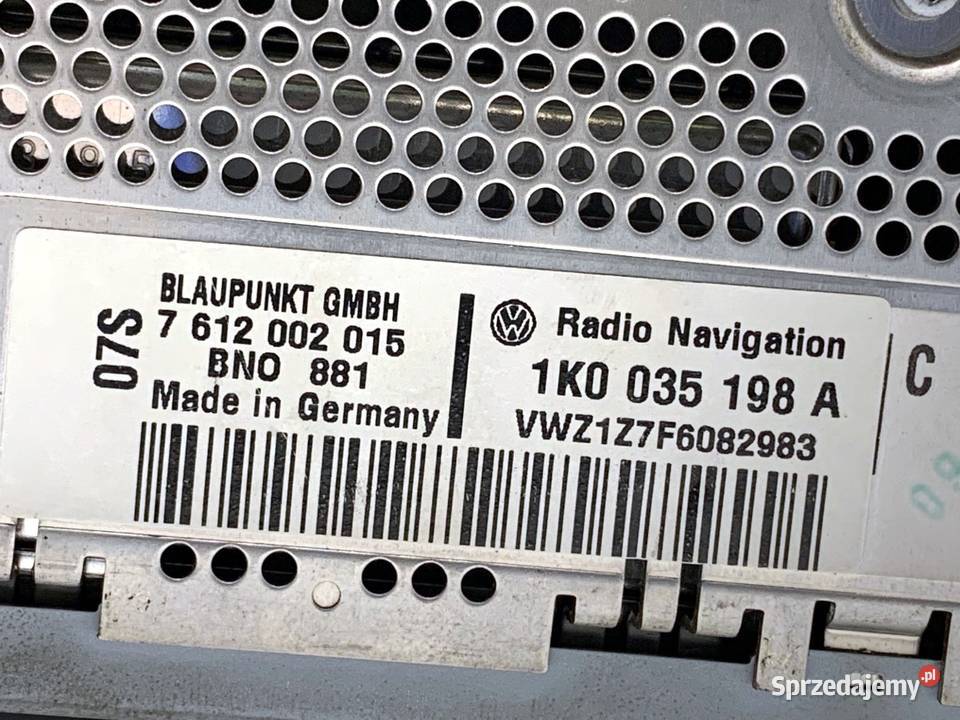 07S
BLAUPUNKT GMBH
7 612 002 015
BNO 881
Made in Germany
VW Radio Navigation
1K0 035 198 A
VWZ1Z7F6082983
C
Sprzedajemy.pl